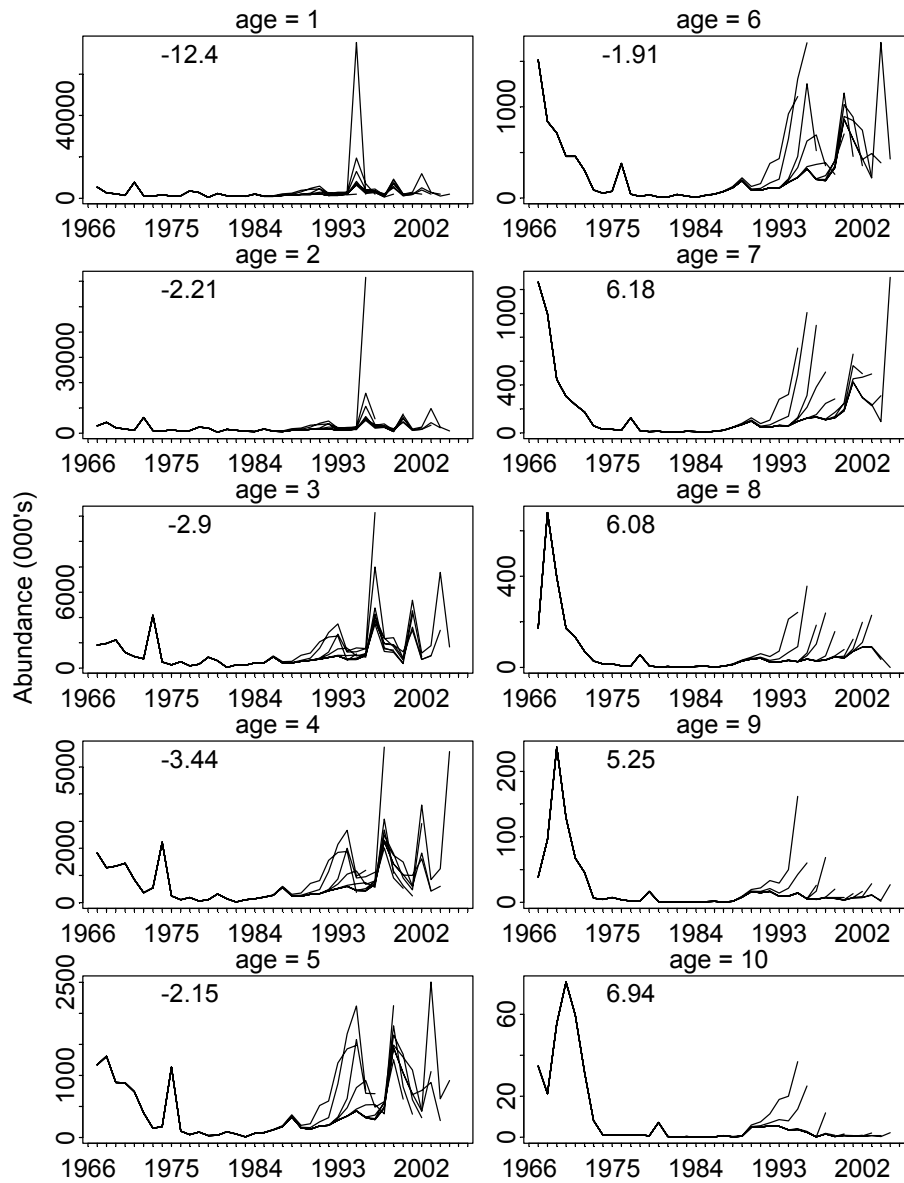 age = 1
-12.4
0 40000
1966 1975 1984 1993 2002
age = 2
-2.21
0 30000
1966 1975 1984 1993 2002
age = 3
-2.9
0 2000 6000
1966 1975 1984 1993 2002
age = 4
-3.44
0 2000 5000
1966 1975 1984 1993 2002
age = 5
-2.15
0 1000 2500
1966 1975 1984 1993 2002
Abundance (000's)
age = 6
-1.91
0 1000
1966 1975 1984 1993 2002
age = 7
6.18
0 400 1000
1966 1975 1984 1993 2002
age = 8
6.08
0 400
1966 1975 1984 1993 2002
age = 9
5.25
0 100 200
1966 1975 1984 1993 2002
age = 10
6.94
0 20 60
1966 1975 1984 1993 2002